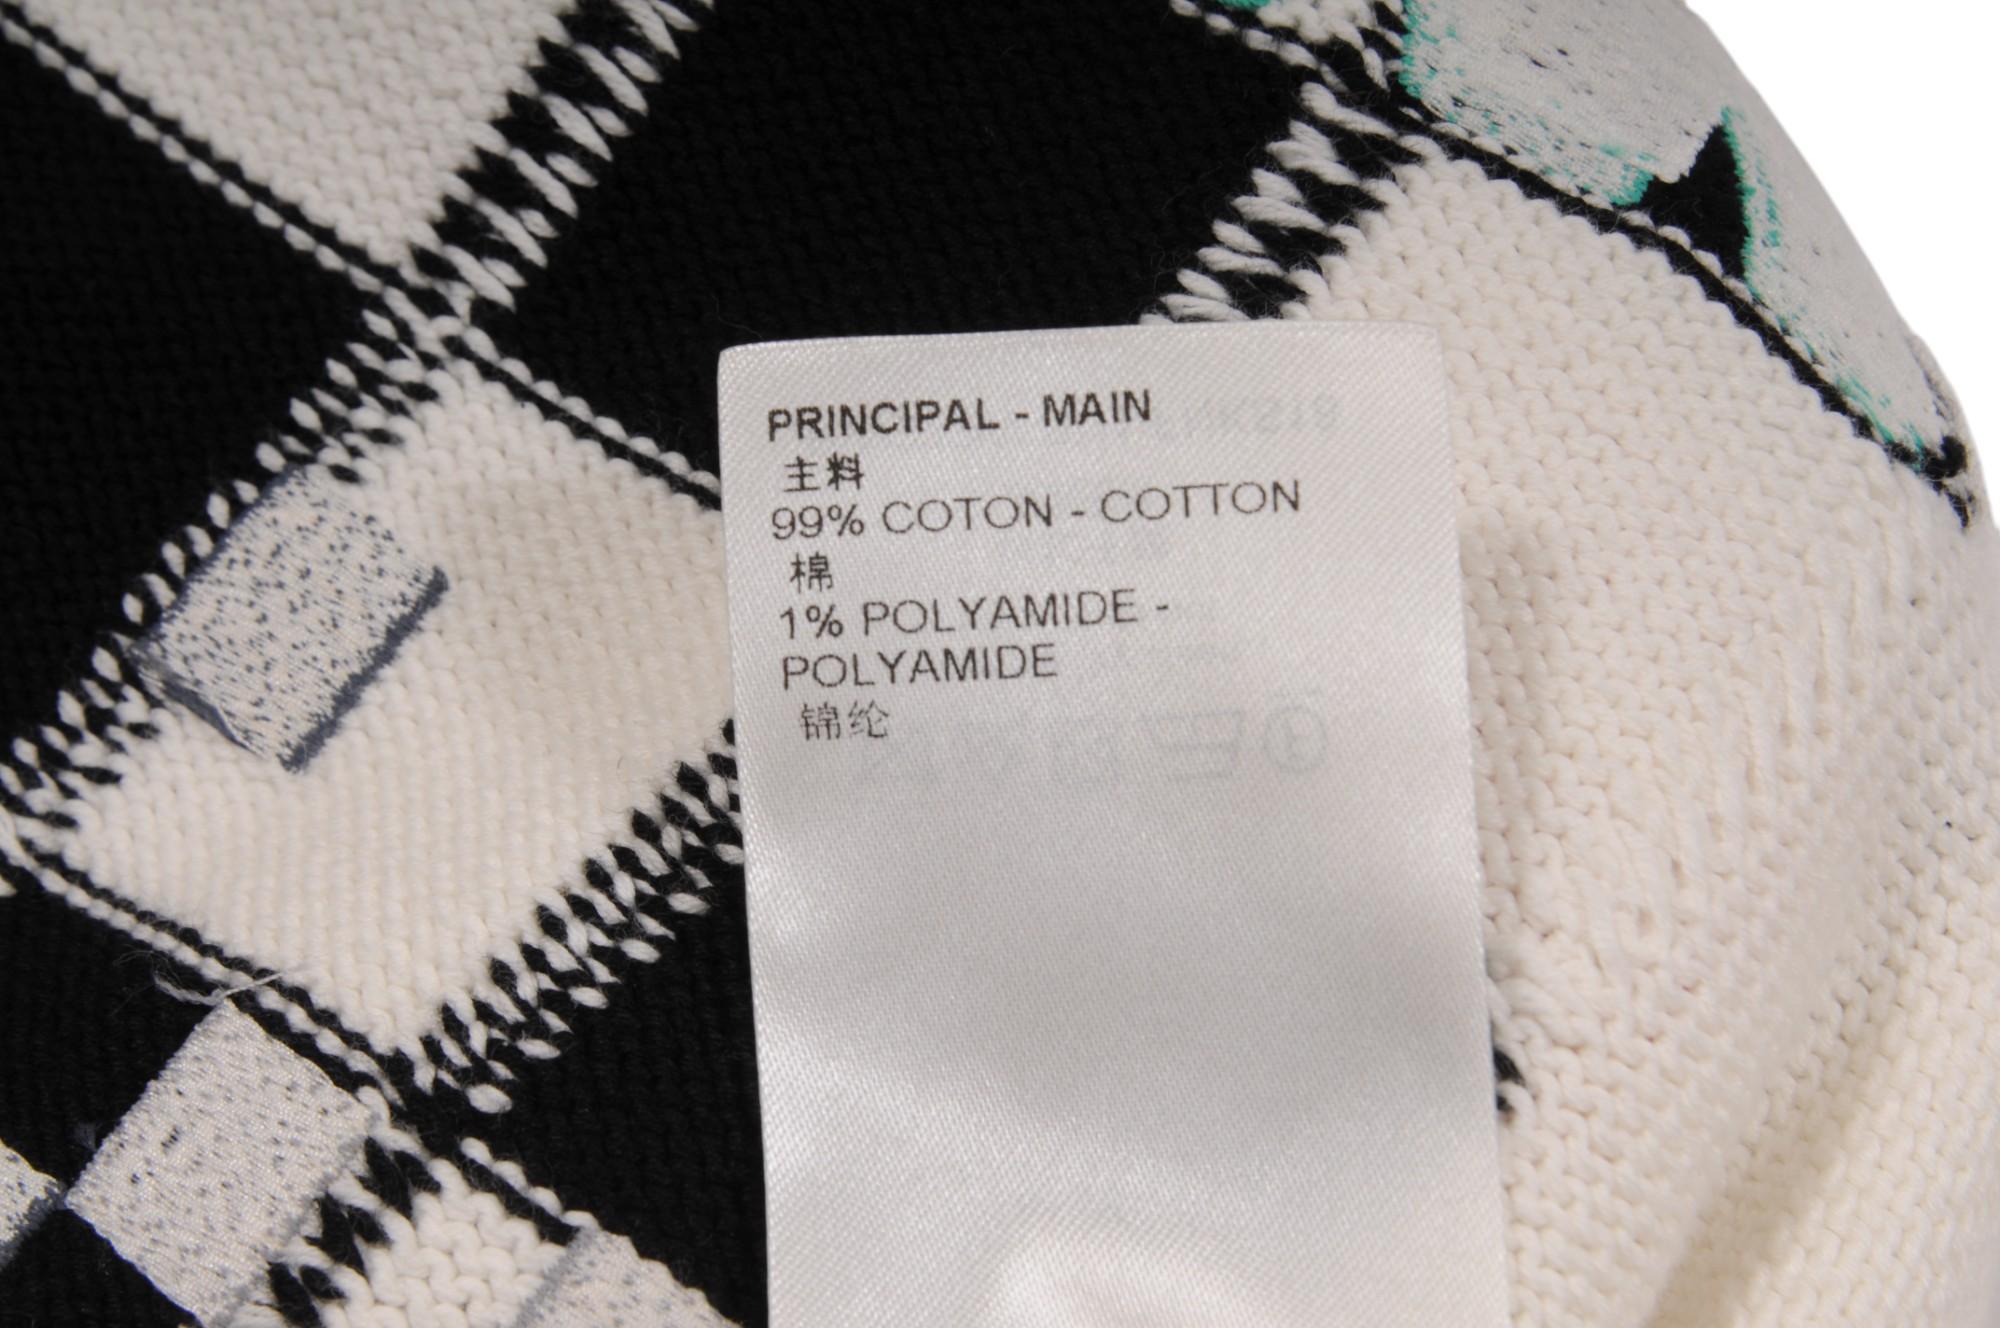 PRINCIPAL - MAIN
主料
99% COTON - COTTON
棉
1% POLYAMIDE -
POLYAMIDE
锦纶